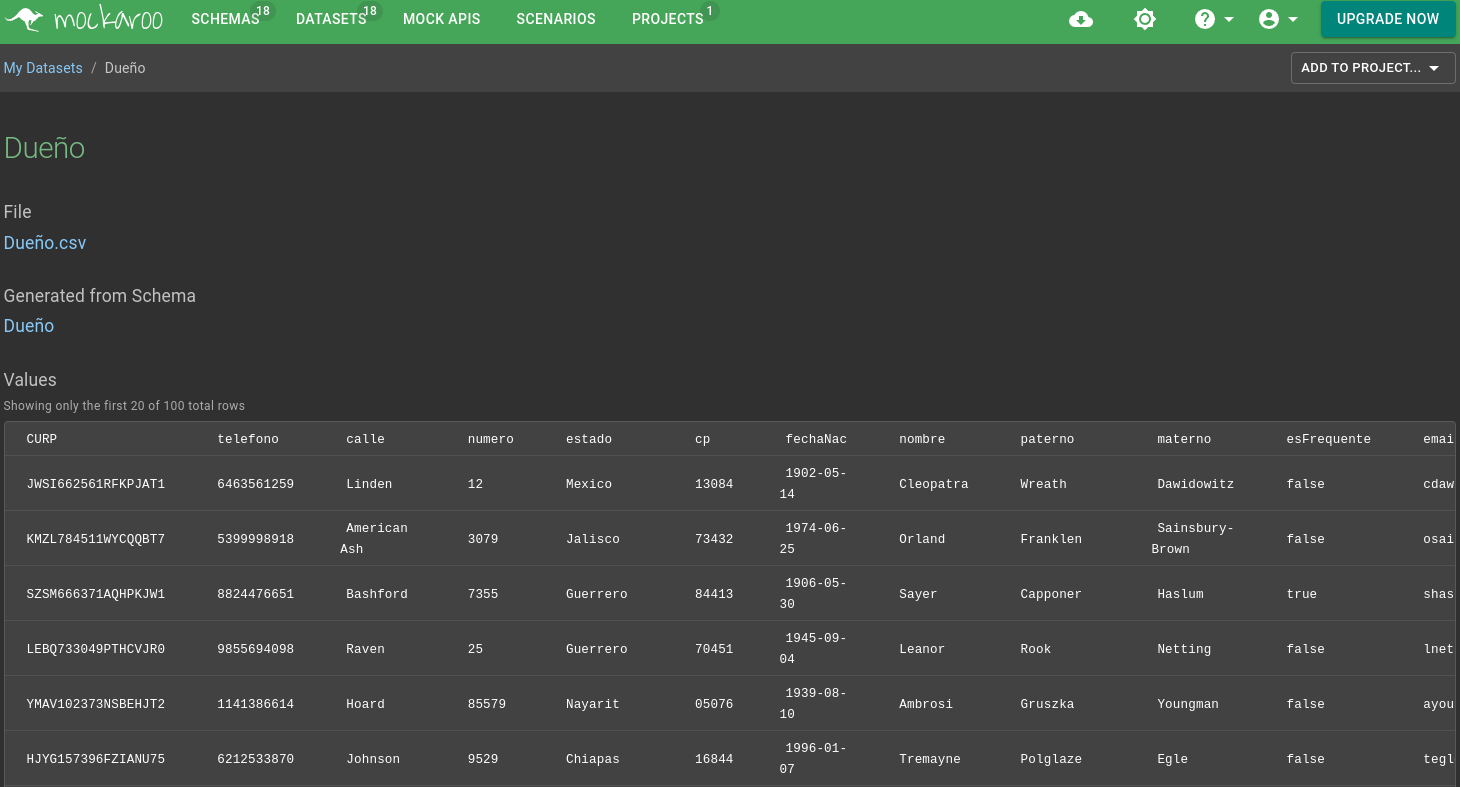 mockaroo SCHEMAS 18 DATASETS 18 MOCK APIS SCENARIOS PROJECTS 1 UPGRADE NOW
My Datasets / Dueño ADD TO PROJECT...
Dueño
File
Dueño.csv
Generated from Schema
Dueño
Values
Showing only the first 20 of 100 total rows
CURP telefono calle numero estado cp fechaNac nombre paterno materno esFrequente emai
JWSI662561RFKPJAT1 6463561259 Linden 12 Mexico 13084 1902-05-14 Cleopatra Wreath Dawidowitz false cdaw
KMZL784511WYCQQBT7 5399998918 American Ash 3079 Jalisco 73432 1974-06-25 Orland Franklen Sainsbury-Brown false osai
SZSM666371AQHPKJW1 8824476651 Bashford 7355 Guerrero 84413 1906-05-30 Sayer Capponer Haslum true shas
LEBQ733049PTHCVJR0 9855694098 Raven 25 Guerrero 70451 1945-09-04 Leanor Rook Netting false lnet
YMAV102373NSBEHJT2 1141386614 Hoard 85579 Nayarit 05076 1939-08-10 Ambrosi Gruszka Youngman false ayou
HJYG157396FZIANU75 6212533870 Johnson 9529 Chiapas 16844 1996-01-07 Tremayne Polglaze Egle false tegl